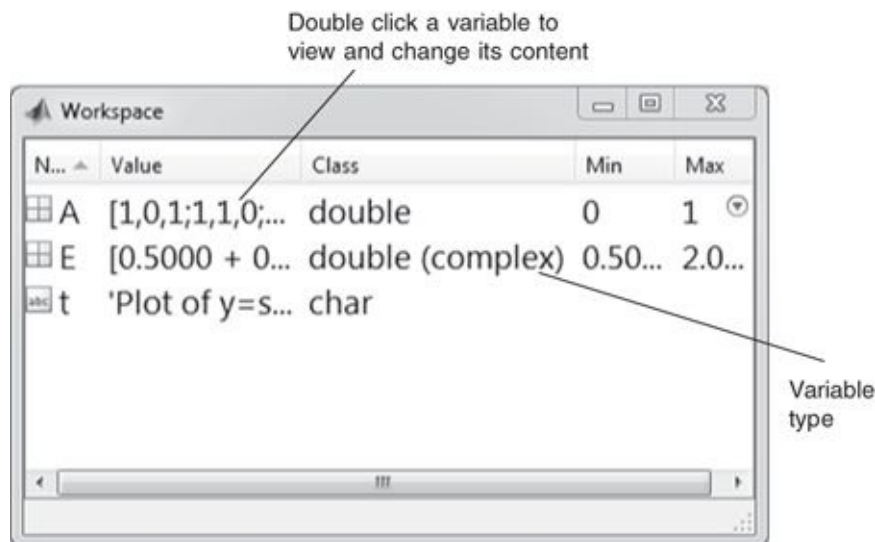 Double click a variable to
view and change its content
Workspace
N... Value Class Min Max
A [1,0,1;1,1,0;... double 0 1
E [0.5000 + 0... double (complex) 0.50... 2.0...
abc t 'Plot of y=s... char
Variable
type